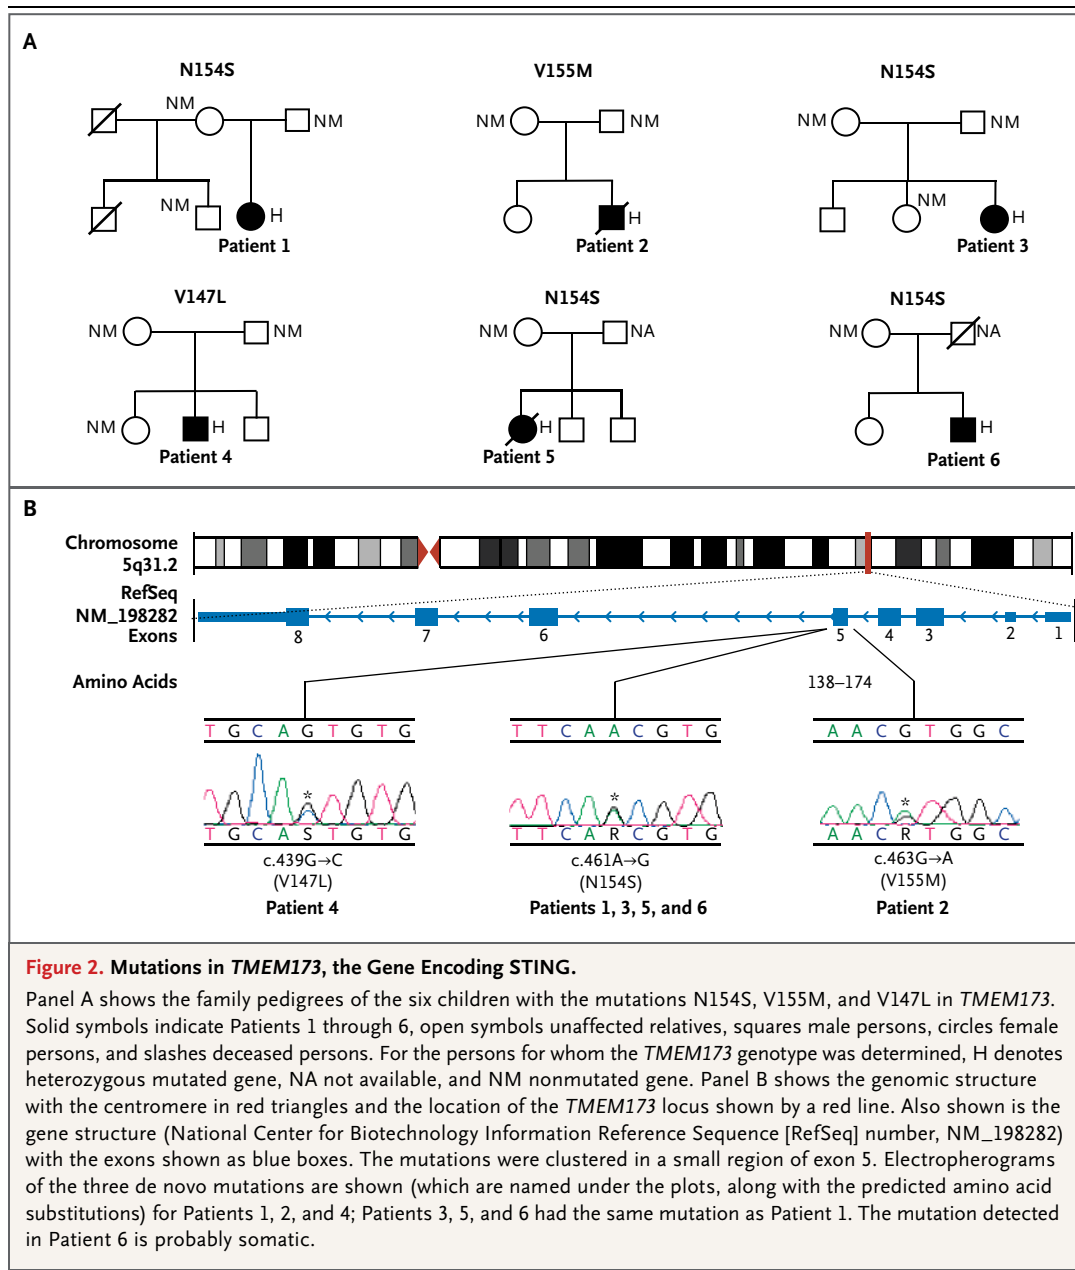 A
N154S
V155M
N154S
NM
NM
NM
NM
NM
NM
NM
H
H
NM
H
Patient 1
Patient 2
Patient 3
V147L
N154S
N154S
NM
NM
NM
NA
NM
NA
NM
H
H
H
Patient 4
Patient 5
Patient 6
B
Chromosome
5q31.2
RefSeq
NM_198282
Exons
8
7
6
5
4
3
2
1
Amino Acids
138–174
T G C A G T G T G
T T C A A C G T G
A A C G T G G C
*
*
*
T G C A S T G T G
T T C A R C G T G
A A C R T G G C
c.439G→C
(V147L)
Patient 4
c.461A→G
(N154S)
Patients 1, 3, 5, and 6
c.463G→A
(V155M)
Patient 2
Figure 2. Mutations in TMEM173, the Gene Encoding STING.
Panel A shows the family pedigrees of the six children with the mutations N154S, V155M, and V147L in TMEM173.
Solid symbols indicate Patients 1 through 6, open symbols unaffected relatives, squares male persons, circles female
persons, and slashes deceased persons. For the persons for whom the TMEM173 genotype was determined, H denotes
heterozygous mutated gene, NA not available, and NM nonmutated gene. Panel B shows the genomic structure
with the centromere in red triangles and the location of the TMEM173 locus shown by a red line. Also shown is the
gene structure (National Center for Biotechnology Information Reference Sequence [RefSeq] number, NM_198282)
with the exons shown as blue boxes. The mutations were clustered in a small region of exon 5. Electropherograms
of the three de novo mutations are shown (which are named under the plots, along with the predicted amino acid
substitutions) for Patients 1, 2, and 4; Patients 3, 5, and 6 had the same mutation as Patient 1. The mutation detected
in Patient 6 is probably somatic.